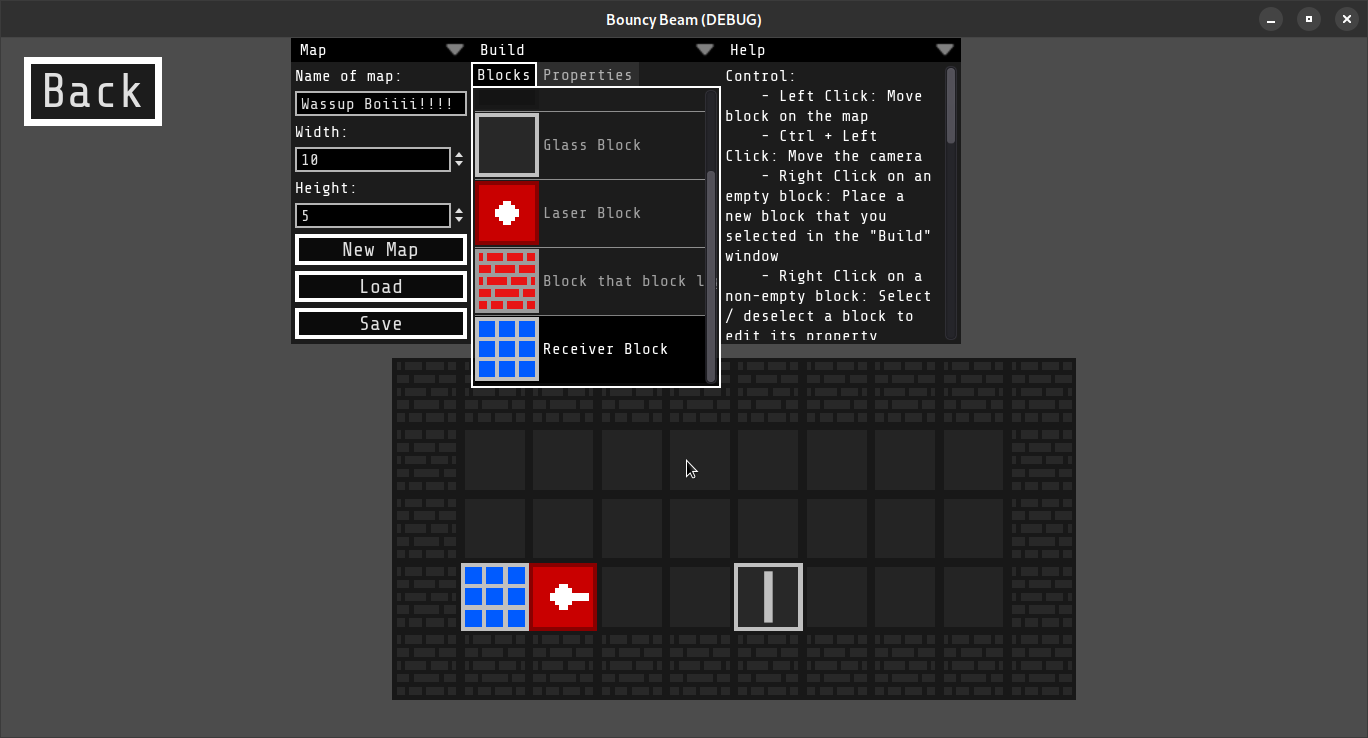 Bouncy Beam (DEBUG)
Back
Map
Name of map:
Wassup Boiiii!!!!
Width:
10
Height:
5
New Map
Load
Save
Build
Blocks Properties
Glass Block
Laser Block
Block that block l
Receiver Block
Help
Control:
- Left Click: Move
block on the map
- Ctrl + Left
Click: Move the camera
- Right Click on an
empty block: Place a
new block that you
selected in the "Build"
window
- Right Click on a
non-empty block: Select
/ deselect a block to
edit its property